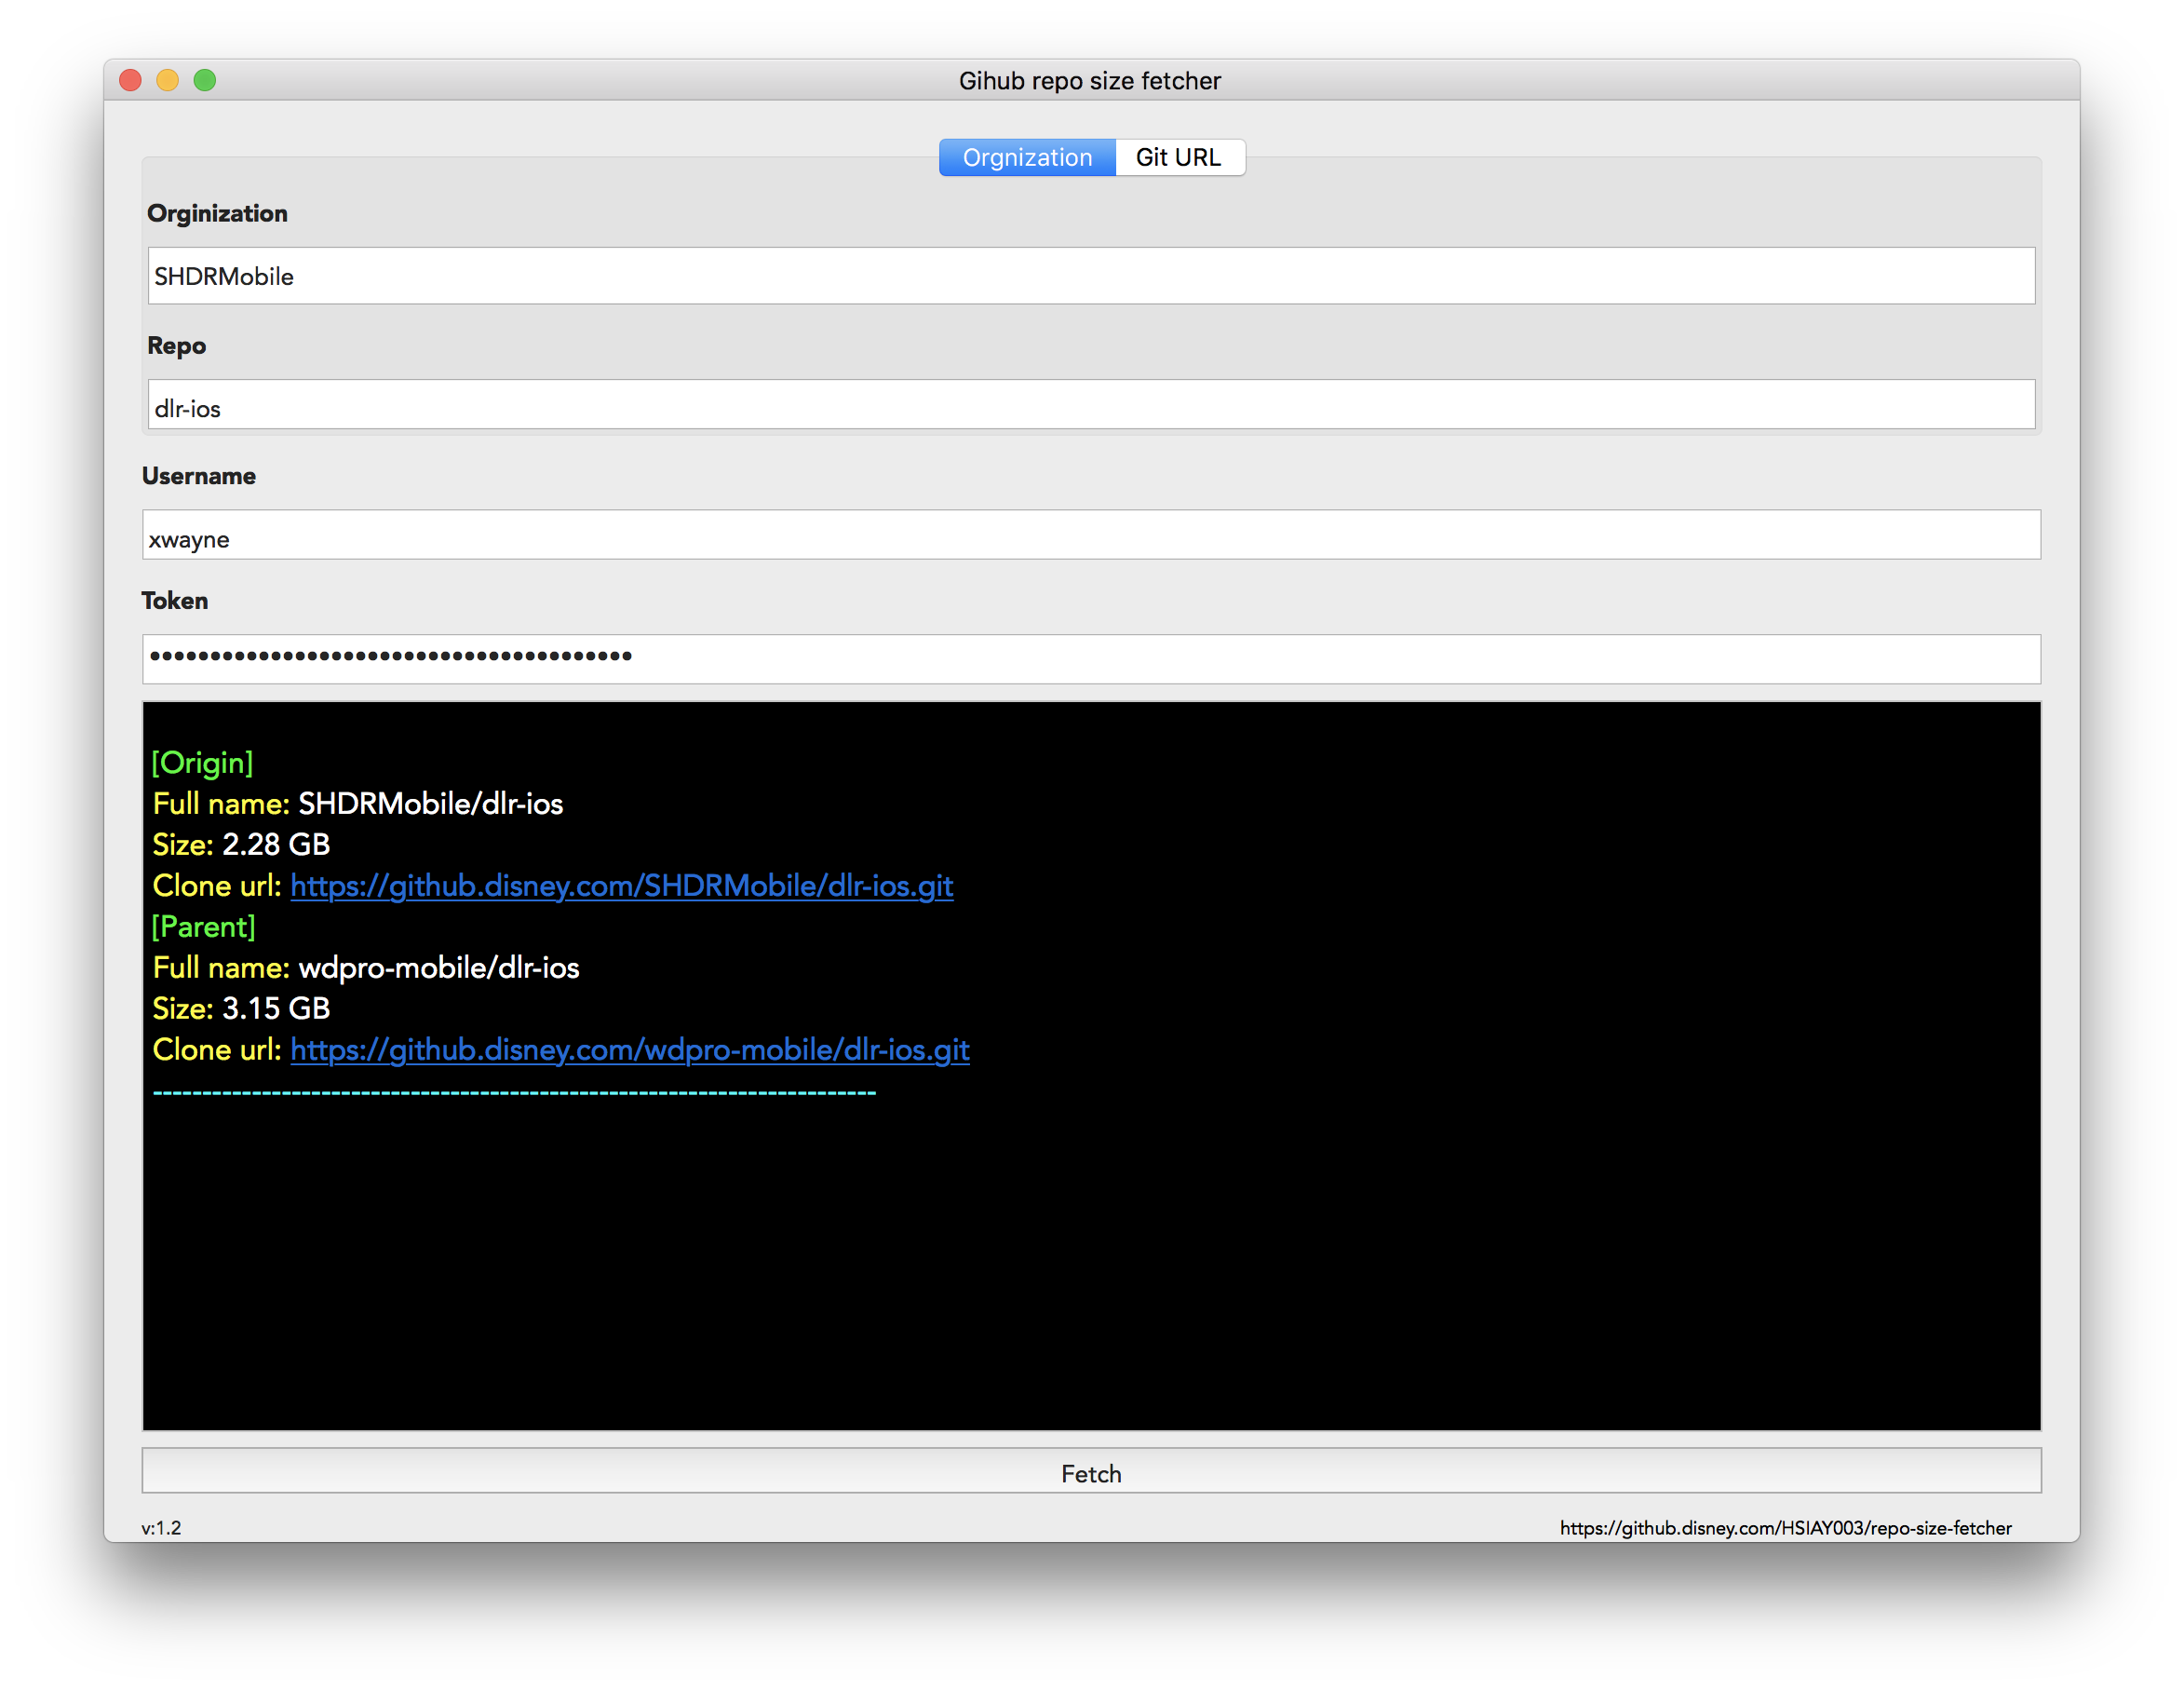 Gihub repo size fetcher
Orgnization Git URL
Orginization
SHDRMobile
Repo
dlr-ios
Username
xwayne
Token
••••••••••••••••••••••••••••••••••••••••
[Origin]
Full name: SHDRMobile/dlr-ios
Size: 2.28 GB
Clone url: https://github.disney.com/SHDRMobile/dlr-ios.git
[Parent]
Full name: wdpro-mobile/dlr-ios
Size: 3.15 GB
Clone url: https://github.disney.com/wdpro-mobile/dlr-ios.git
------------------------------------------------------------------------
Fetch
v:1.2 https://github.disney.com/HSIAY003/repo-size-fetcher